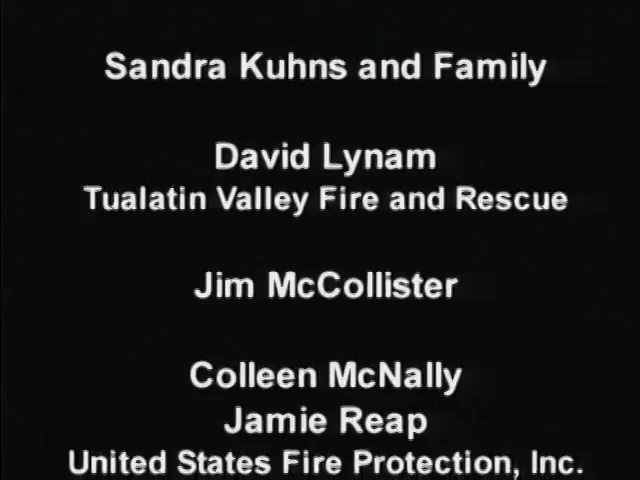 Sandra Kuhns and Family
David Lynam
Tualatin Valley Fire and Rescue
Jim McCollister
Colleen McNally
Jamie Reap
United States Fire Protection, Inc.